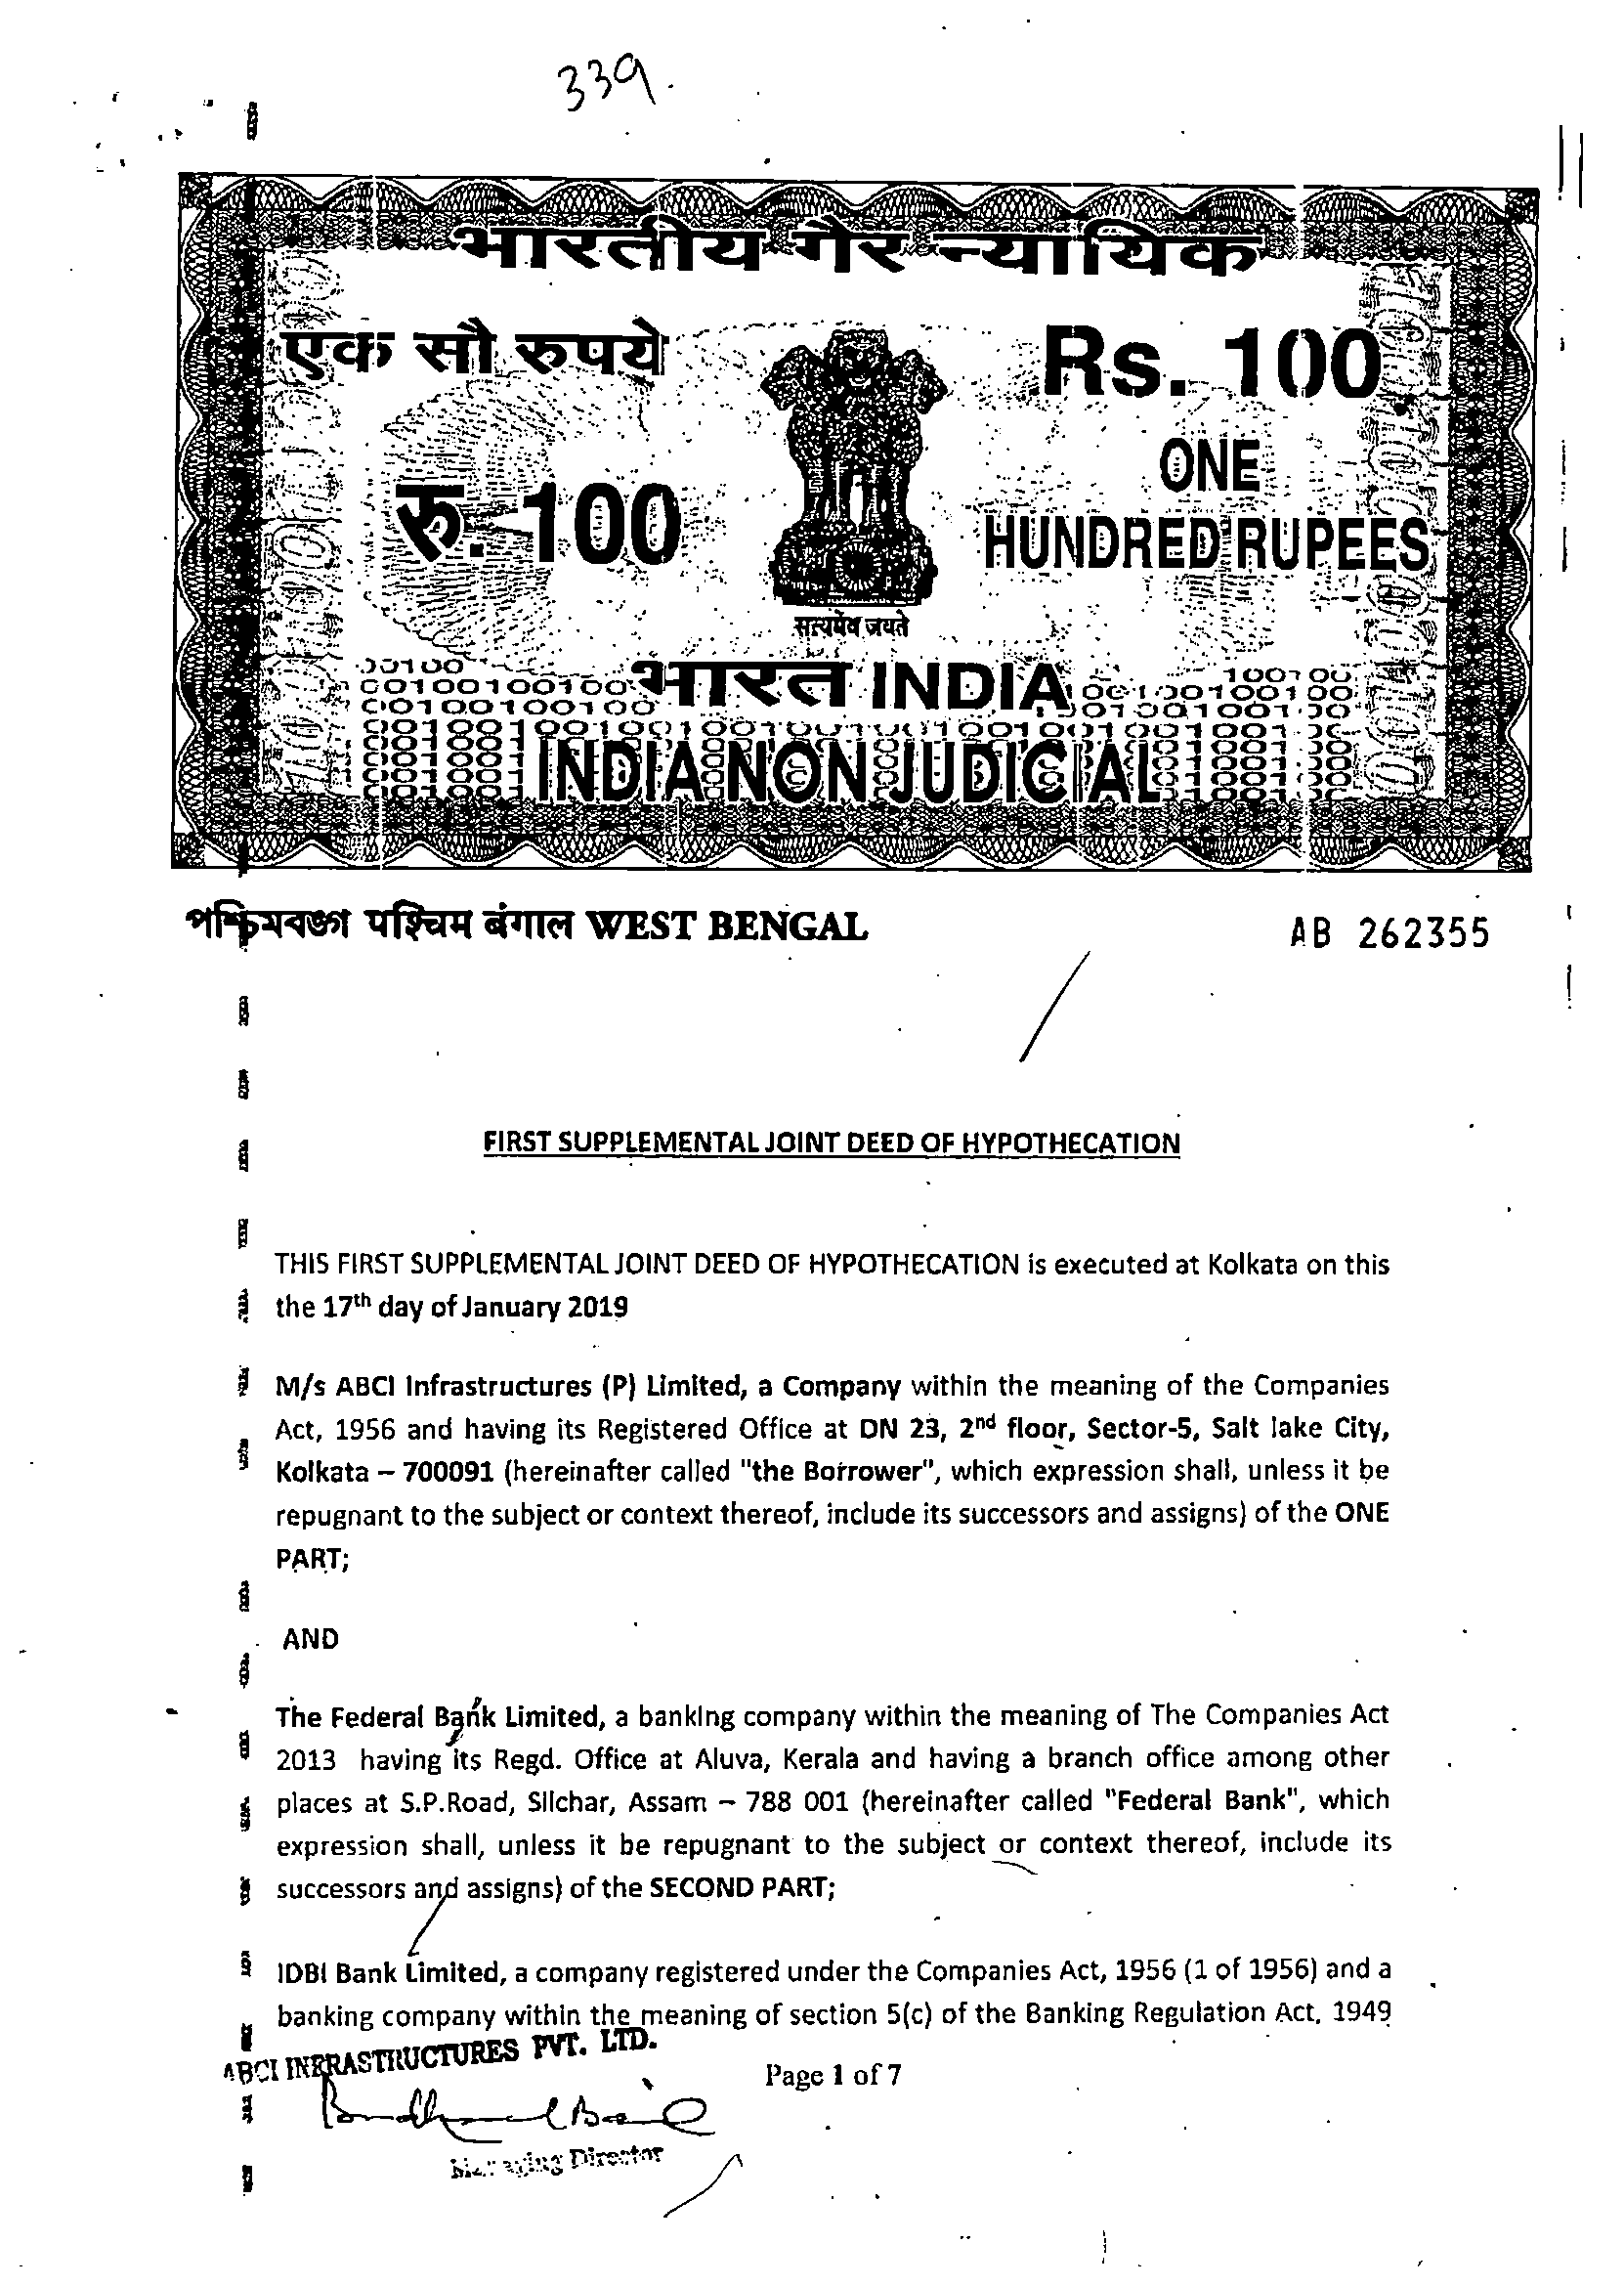 339.
भारतीय गैर न्यायिक
एक सौ रुपये
Rs. 100
रु. 100
ONE
HUNDRED RUPEES
सत्यमेव जयते
भारत INDIA
INDIA NON JUDICIAL
পশ্চিমবঙ্গ पश्चिम बंगाल WEST BENGAL
AB 262355
FIRST SUPPLEMENTAL JOINT DEED OF HYPOTHECATION
THIS FIRST SUPPLEMENTAL JOINT DEED OF HYPOTHECATION is executed at Kolkata on this
the 17th day of January 2019
M/s ABCI Infrastructures (P) Limited, a Company within the meaning of the Companies
Act, 1956 and having its Registered Office at DN 23, 2nd floor, Sector-5, Salt lake City,
Kolkata – 700091 (hereinafter called "the Borrower", which expression shall, unless it be
repugnant to the subject or context thereof, include its successors and assigns) of the ONE
PART;
AND
The Federal Bank Limited, a banking company within the meaning of The Companies Act
2013 having its Regd. Office at Aluva, Kerala and having a branch office among other
places at S.P.Road, Silchar, Assam – 788 001 (hereinafter called "Federal Bank", which
expression shall, unless it be repugnant to the subject or context thereof, include its
successors and assigns) of the SECOND PART;
IDBI Bank Limited, a company registered under the Companies Act, 1956 (1 of 1956) and a
banking company within the meaning of section 5(c) of the Banking Regulation Act, 1949
ABCI INFRASTRUCTURES PVT. LTD.
Page 1 of 7
Managing Director